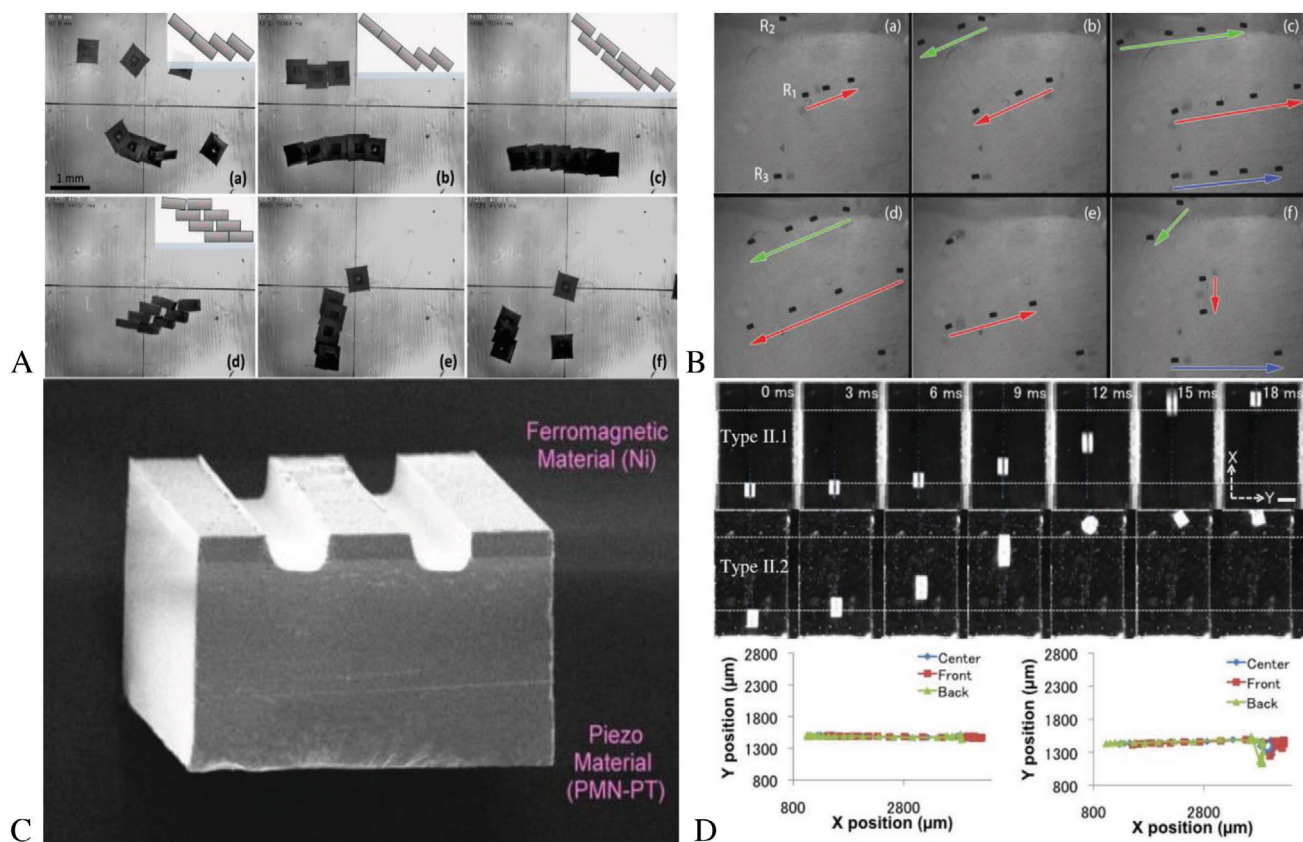 A
(a)
1 mm
(b)
(c)
(d)
(e)
(f)
B
R2
R1
R3
(a)
(b)
(c)
(d)
(e)
(f)
C
Ferromagnetic
Material (Ni)
Piezo
Material
(PMN-PT)
D
0 ms
3 ms
6 ms
9 ms
12 ms
15 ms
18 ms
Type II.1
X
Y
Type II.2
2800
2300
1800
1300
800
Y position (μm)
Center
Front
Back
800
2800
X position (μm)
2800
2300
1800
1300
800
Y position (μm)
Center
Front
Back
800
2800
X position (μm)